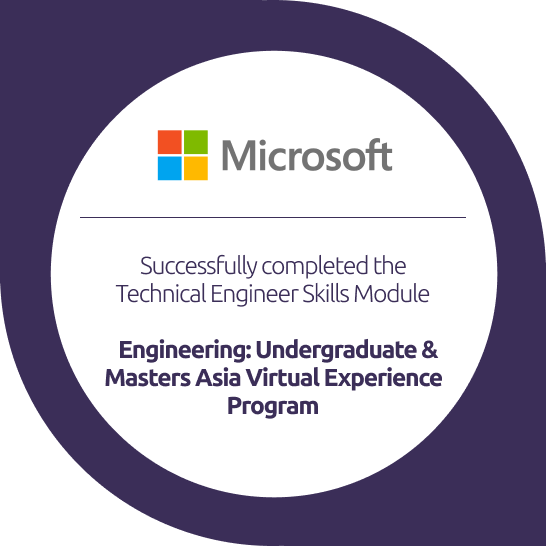 Microsoft
Successfully completed the
Technical Engineer Skills Module
Engineering: Undergraduate &
Masters Asia Virtual Experience
Program